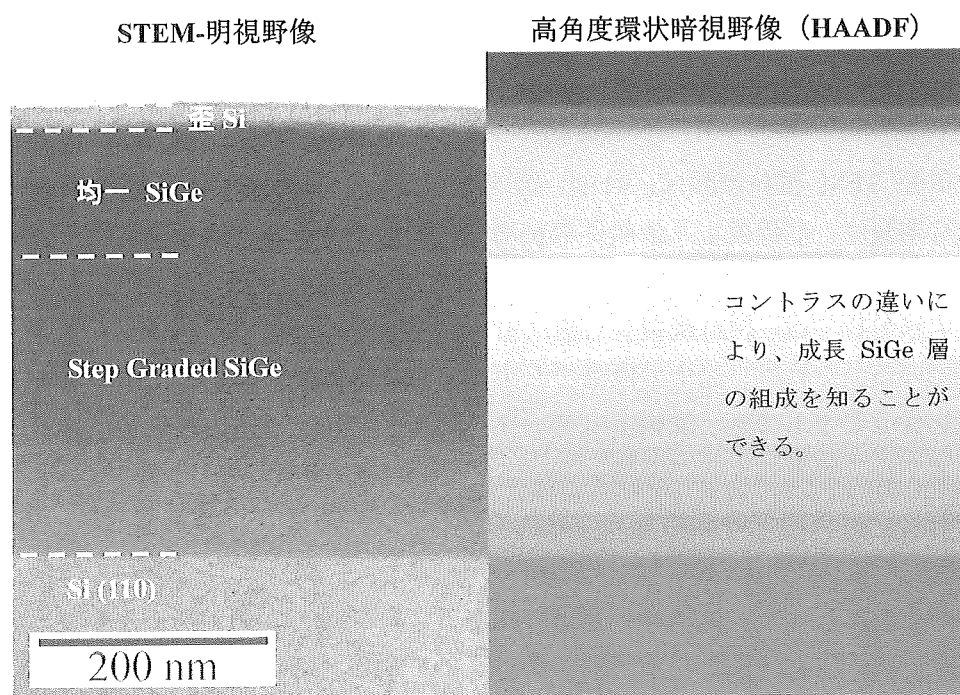 STEM-明視野像
高角度環状暗視野像（HAADF）
歪 Si
均一 SiGe
Step Graded SiGe
Si (110)
200 nm
コントラスの違いに
より、成長 SiGe 層
の組成を知ることが
できる。